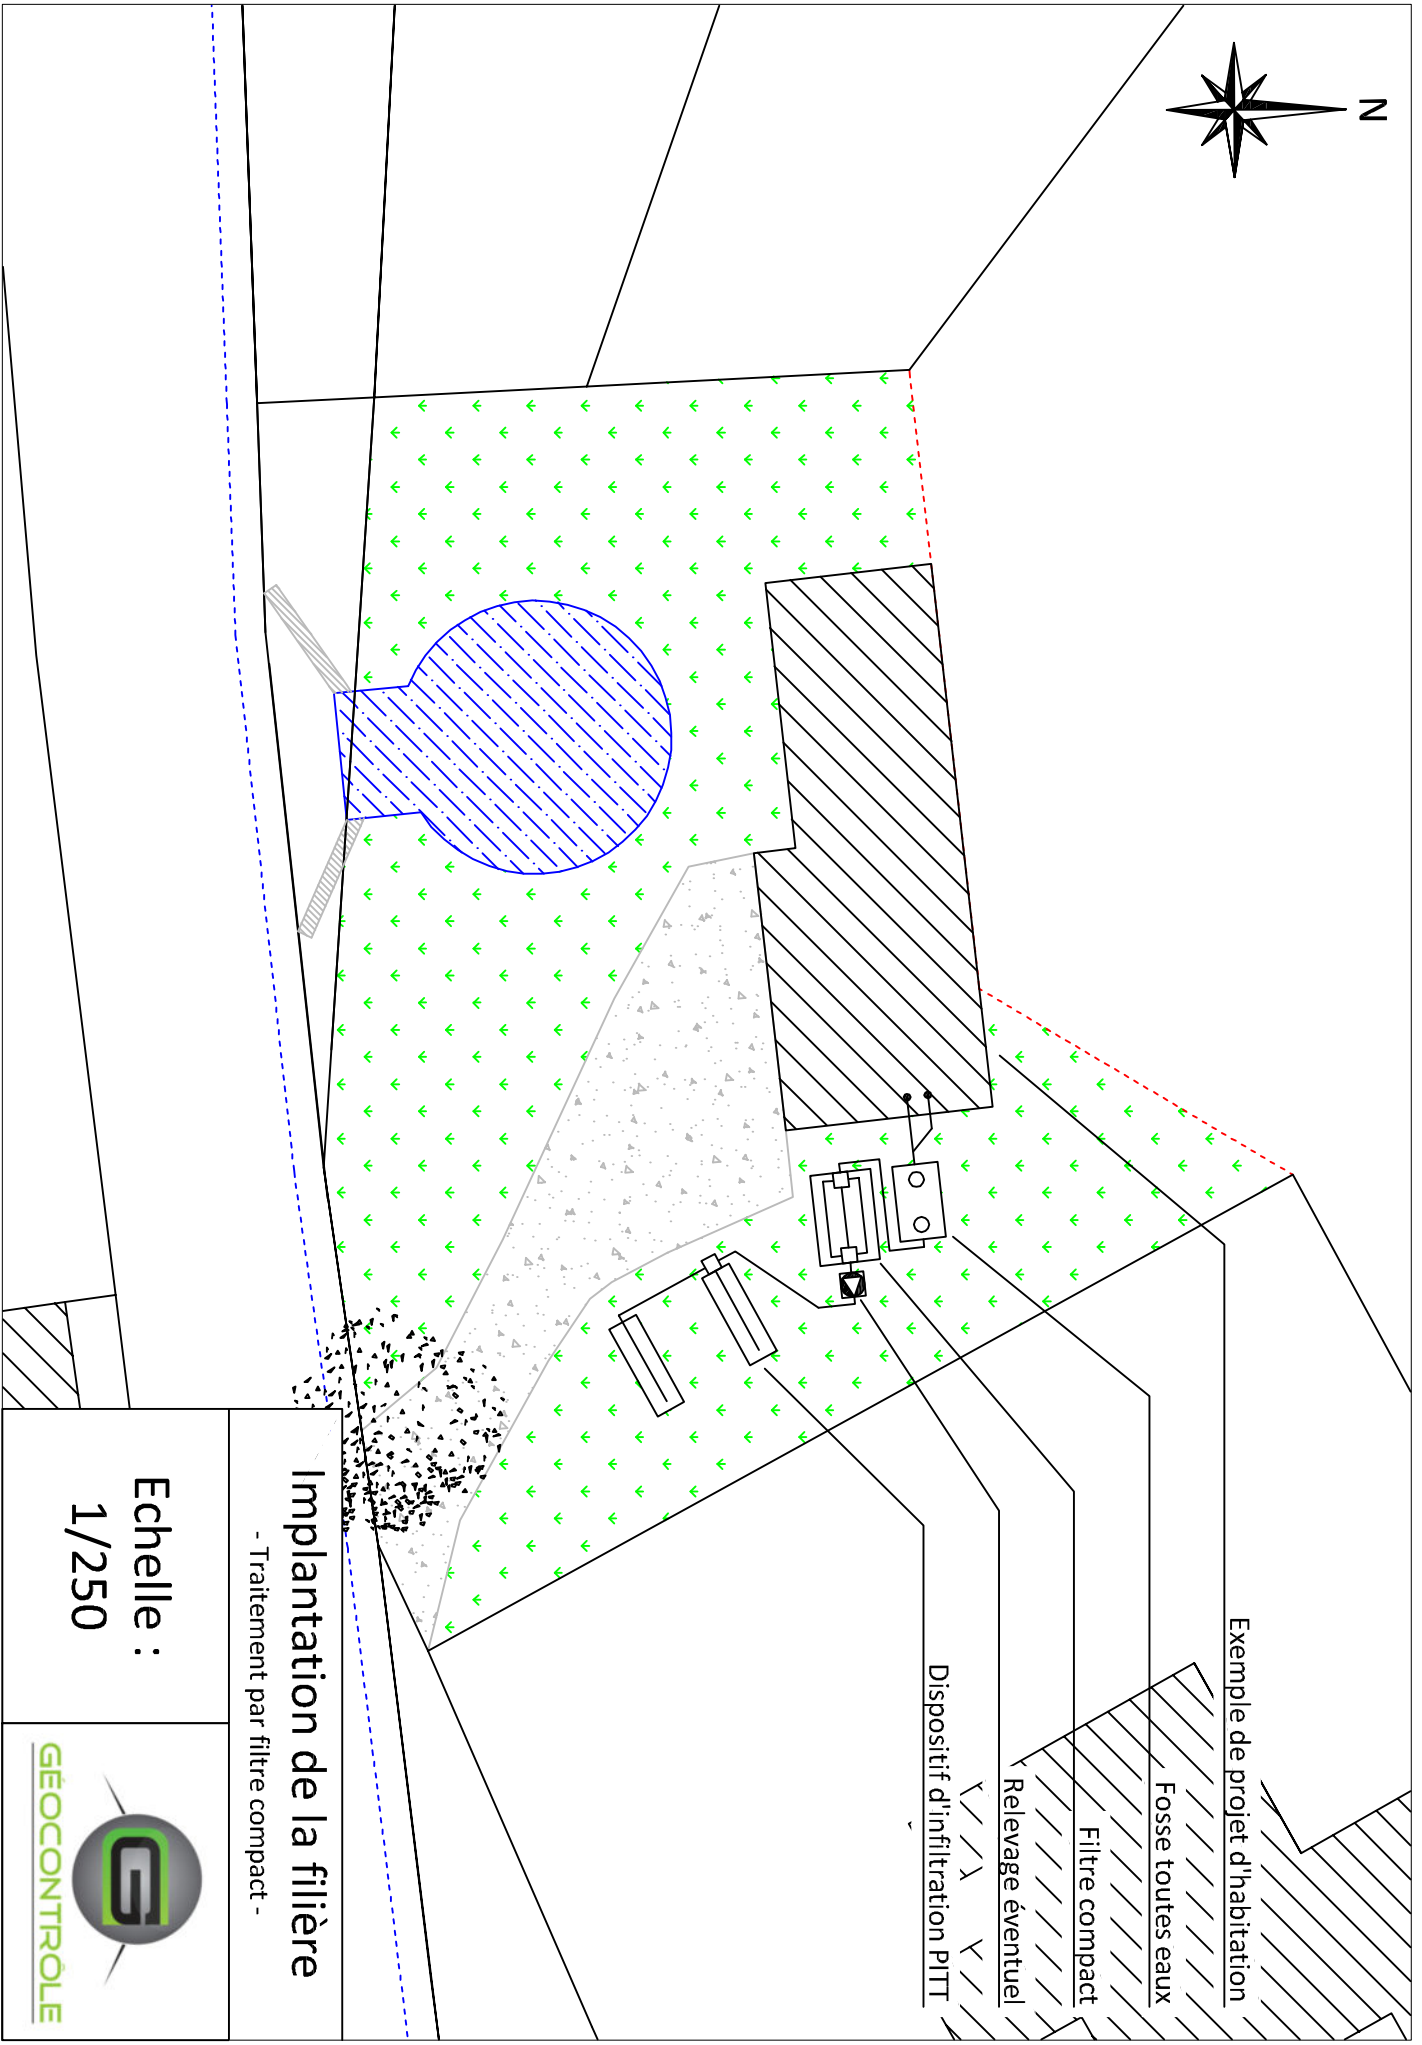 N
Exemple de projet d'habitation
Fosse toutes eaux
Filtre compact
Relevage éventuel
Dispositif d'infiltration PITT
Implantation de la filière
- Traitement par filtre compact -
Echelle :
1/250
G
GÉOCONTRÔLE